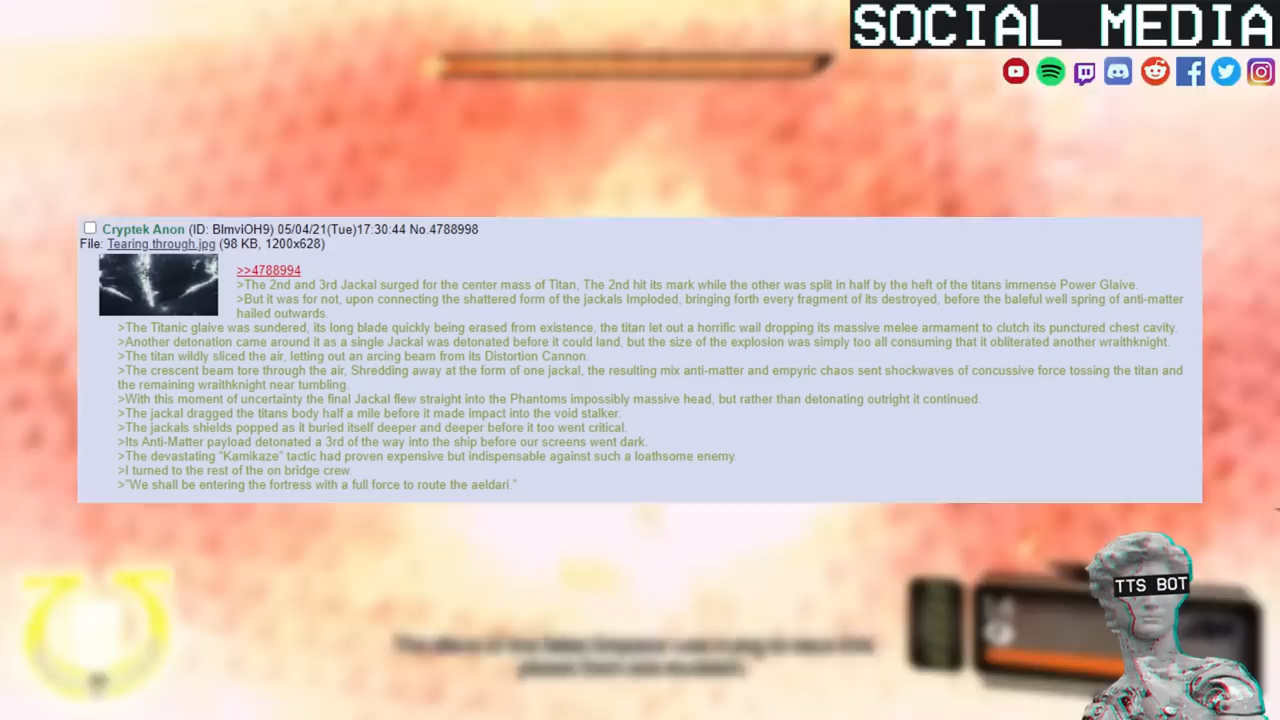 SOCIAL MEDIA
Cryptek Anon (ID: BImviOH9) 05/04/21(Tue)17:30:44 No.4788998
File: Tearing through.jpg (98 KB, 1200x628)
>>4788994
>The 2nd and 3rd Jackal surged for the center mass of Titan, The 2nd hit its mark while the other was split in half by the heft of the titans immense Power Glaive.
>But it was for not, upon connecting the shattered form of the jackals Imploded, bringing forth every fragment of its destroyed, before the baleful well spring of anti-matter
hailed outwards.
>The Titanic glaive was sundered, its long blade quickly being erased from existence, the titan let out a horrific wail dropping its massive melee armament to clutch its punctured chest cavity.
>Another detonation came around it as a single Jackal was detonated before it could land, but the size of the explosion was simply too all consuming that it obliterated another wraithknight.
>The titan wildly sliced the air, letting out an arcing beam from its Distortion Cannon.
>The crescent beam tore through the air, Shredding away at the form of one jackal, the resulting mix anti-matter and empyric chaos sent shockwaves of concussive force tossing the titan and
the remaining wraithknight near tumbling.
>With this moment of uncertainty the final Jackal flew straight into the Phantoms impossibly massive head, but rather than detonating outright it continued.
>The jackal dragged the titans body half a mile before it made impact into the void stalker.
>The jackals shields popped as it buried itself deeper and deeper before it too went critical.
>Its Anti-Matter payload detonated a 3rd of the way into the ship before our screens went dark.
>The devastating “Kamikaze” tactic had proven expensive but indispensable against such a loathsome enemy.
>I turned to the rest of the on bridge crew.
>"We shall be entering the fortress with a full force to route the aeldari."
TTS BOT